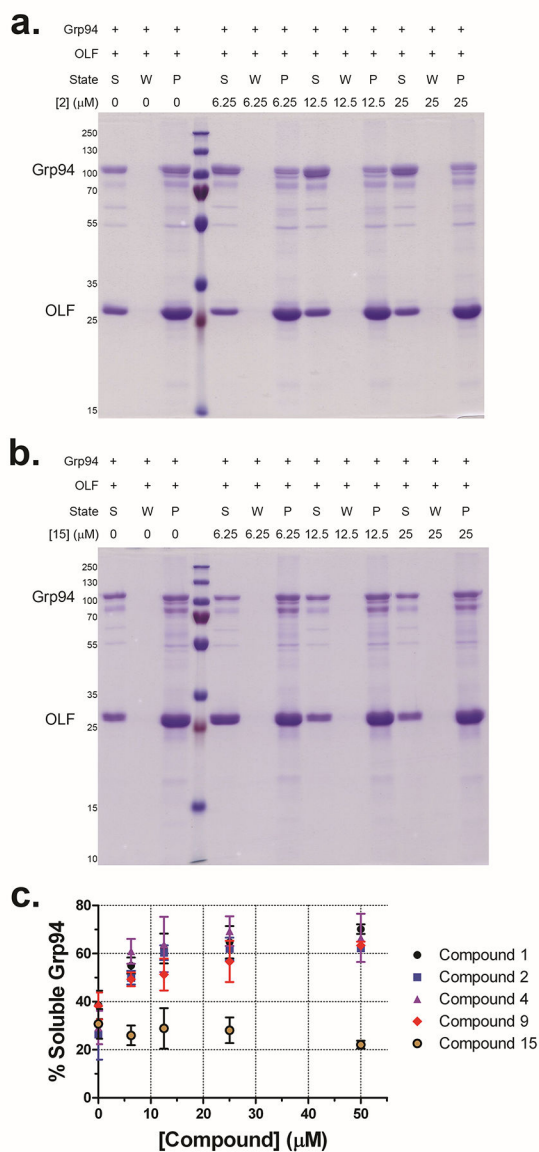 a.
Grp94 + + + + + + + + + + + +
OLF + + + + + + + + + + + +
State S W P S W P S W P S W P
[2] (μM) 0 0 0 6.25 6.25 6.25 12.5 12.5 12.5 25 25 25
250
130
Grp94 100
70
55
35
OLF 25
15
b.
Grp94 + + + + + + + + + + + +
OLF + + + + + + + + + + + +
State S W P S W P S W P S W P
[15] (μM) 0 0 0 6.25 6.25 6.25 12.5 12.5 12.5 25 25 25
250
130
Grp94 100
70
55
35
OLF 25
15
10
c.
80
60
40
20
0
0 10 20 30 40 50
% Soluble Grp94
[Compound] (μM)
Compound 1
Compound 2
Compound 4
Compound 9
Compound 15